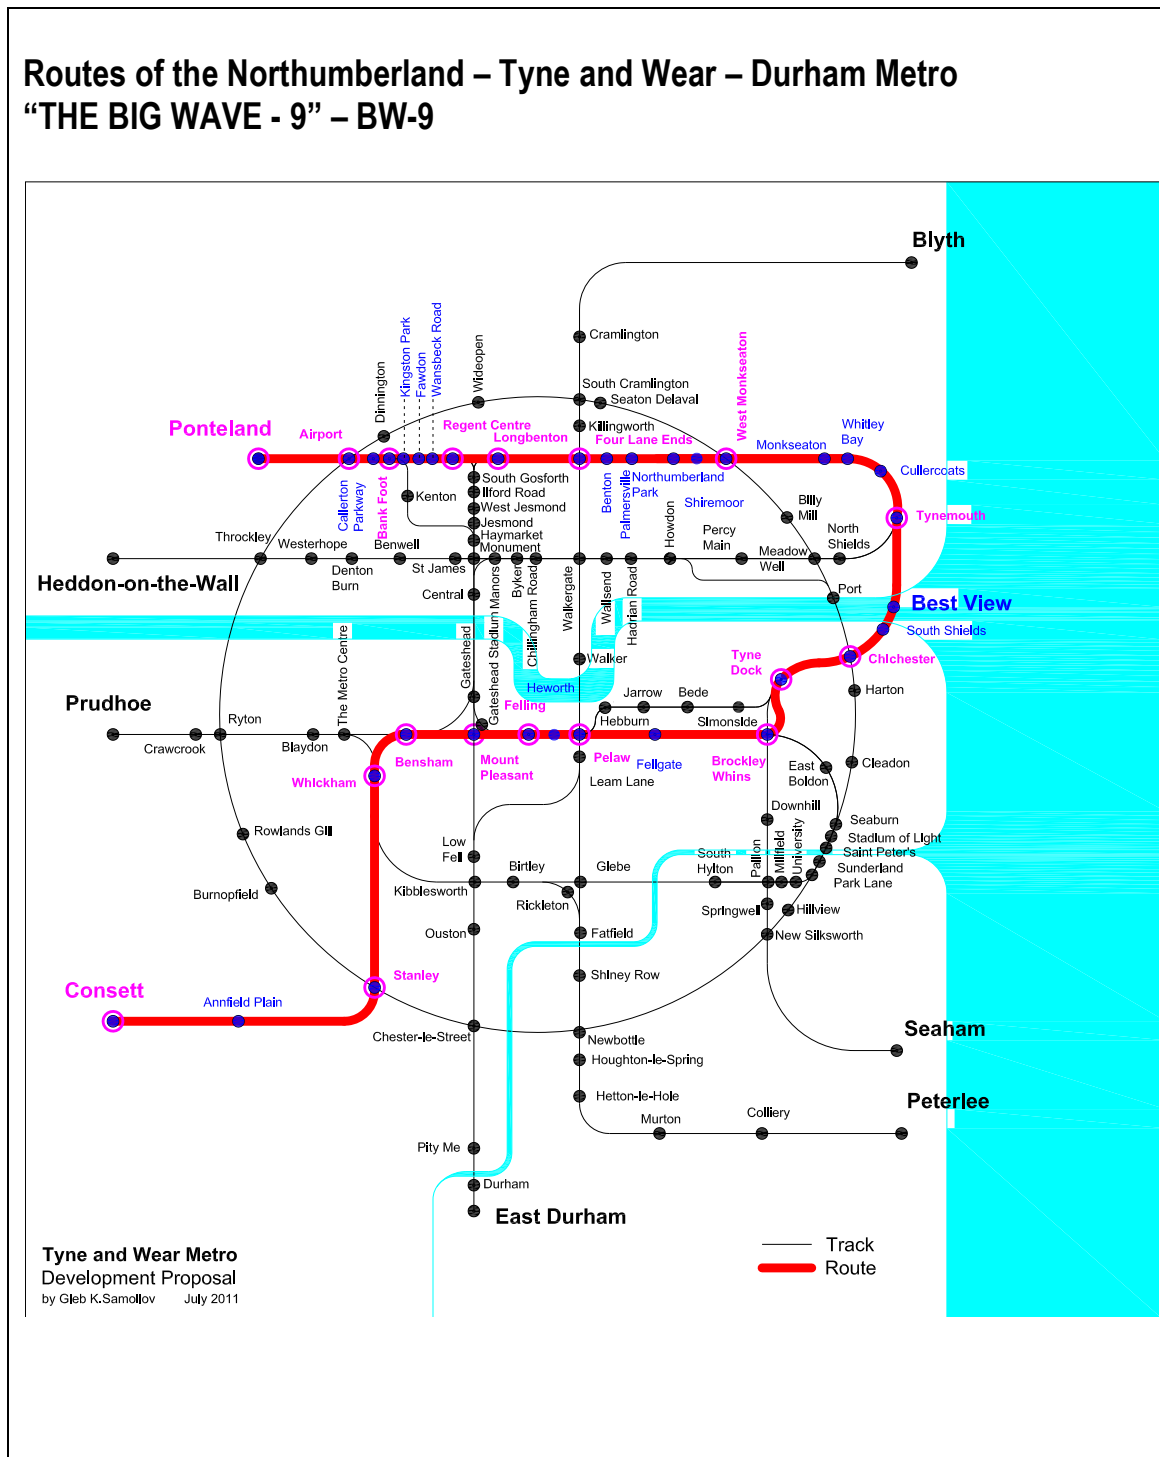 Routes of the Northumberland – Tyne and Wear – Durham Metro
“THE BIG WAVE - 9” – BW-9
Blyth
Cramlington
South Cramlington
Seaton Delaval
Killingworth
Wideopen
Dinnington
Kingston Park
Fawdon
Wansbeck Road
West Monkseaton
Ponteland
Airport
Regent Centre
Longbenton
Four Lane Ends
Monkseaton
Whitley
Bay
Cullercoats
Callerton
Parkway
Bank Foot
Kenton
South Gosforth
Ilford Road
West Jesmond
Jesmond
Haymarket
Monument
Benton
Palmersville
Northumberland
Park
Shiremoor
Billy
Mill
Tynemouth
Howdon
Percy
Main
Meadow
Well
North
Shields
Throckley
Westerhope
Denton
Burn
Benwell
St James
Heddon-on-the-Wall
Manors
Byker
Chillingham Road
Walkergate
Wallsend
Hadrian Road
Port
Central
Best View
South Shields
Gateshead
Gateshead Stadium
Walker
Tyne
Dock
Chichester
Heworth
Felling
Jarrow
Bede
Hebburn
Simonside
Harton
Prudhoe
Crawcrook
Ryton
Blaydon
The Metro Centre
Whickham
Bensham
Mount
Pleasant
Pelaw
Fellgate
Leam Lane
Brockley
Whins
East
Boldon
Cleadon
Downhill
Seaburn
Stadium of Light
Saint Peter's
Sunderland
Park Lane
Rowlands Gill
Low
Fell
Birtley
Glebe
South
Hylton
Pallion
Millfield
University
Burnopfield
Kibblesworth
Rickleton
Springwell
Hillview
Ouston
Fatfield
New Silksworth
Shiney Row
Stanley
Consett
Annfield Plain
Chester-le-Street
Newbottle
Houghton-le-Spring
Seaham
Hetton-le-Hole
Murton
Colliery
Peterlee
Pity Me
Durham
East Durham
Tyne and Wear Metro
Development Proposal
by Gleb K.Samoilov July 2011
Track
Route